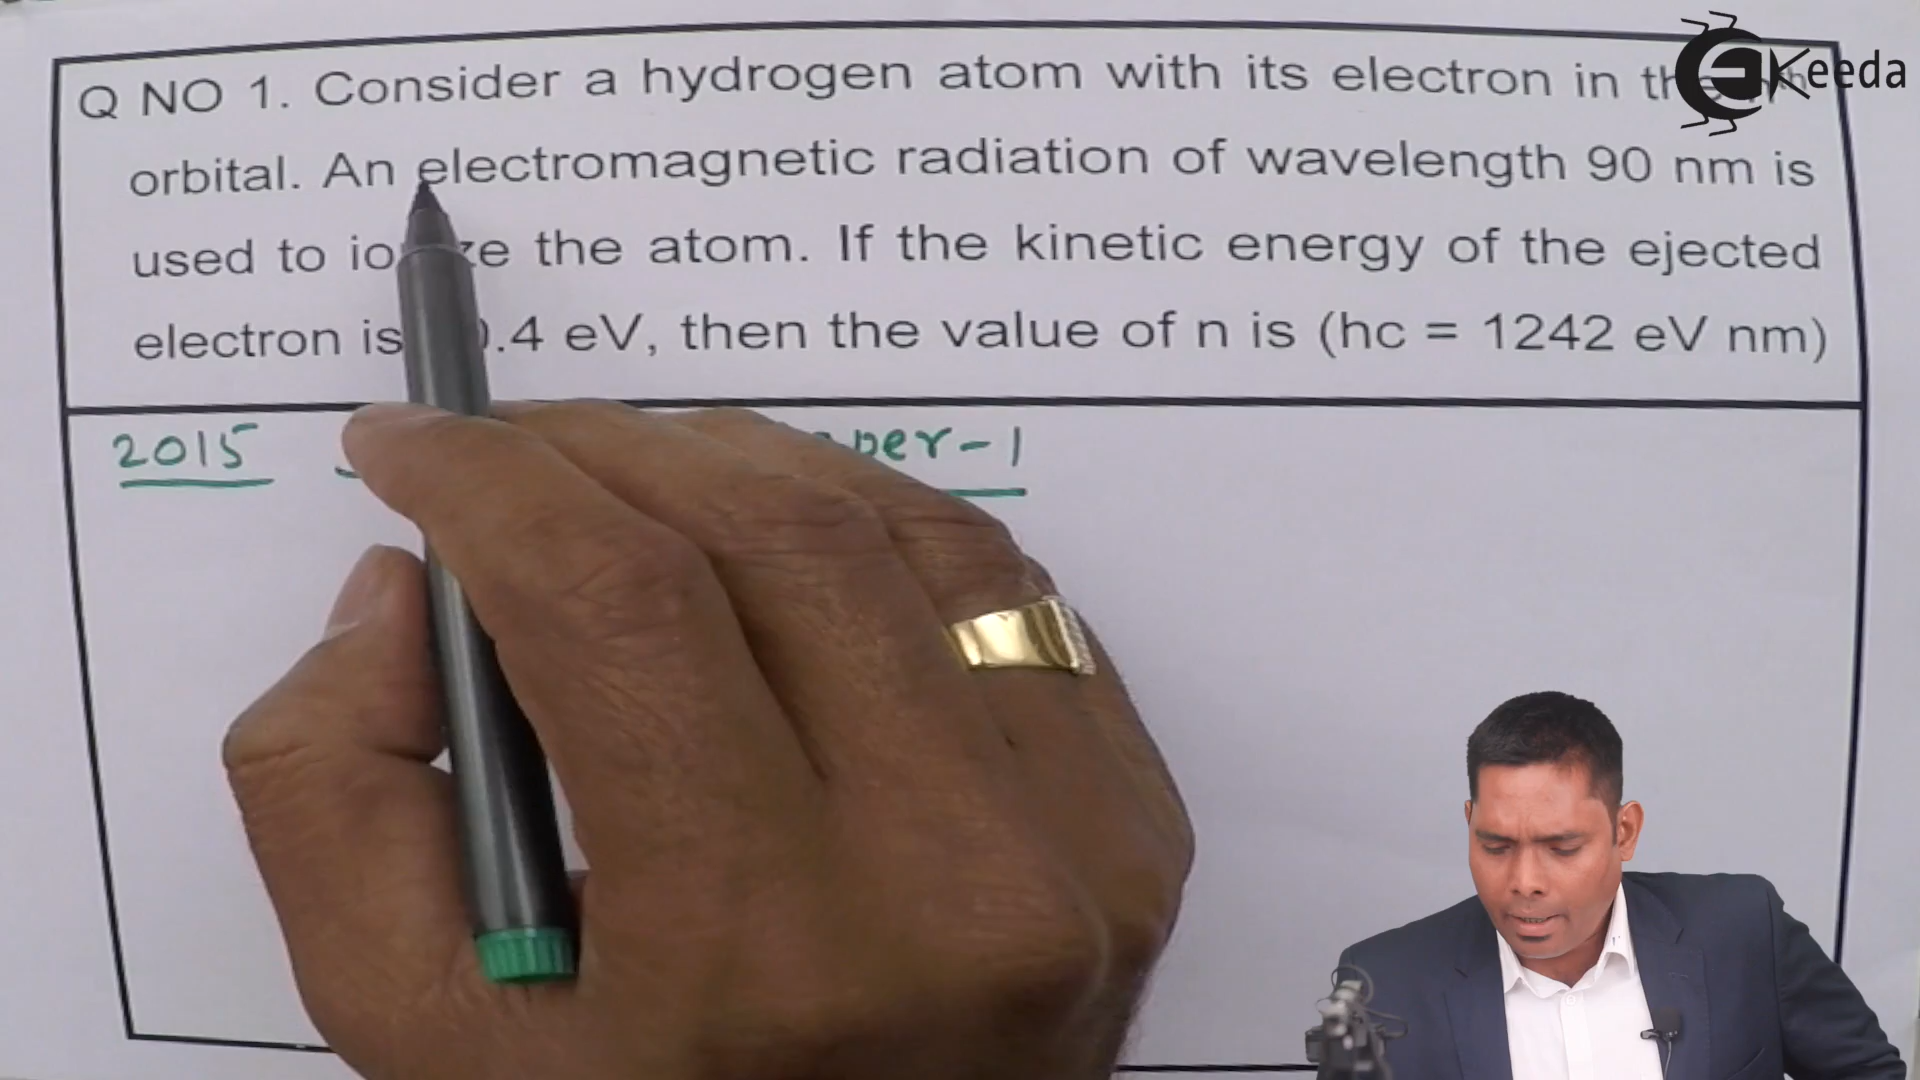 Keeda
Q NO 1. Consider a hydrogen atom with its electron in the
orbital. An electromagnetic radiation of wavelength 90 nm is
used to the atom. If the kinetic energy of the ejected
electron is .4 eV, then the value of n is (hc = 1242 eV nm)
2015 per-1